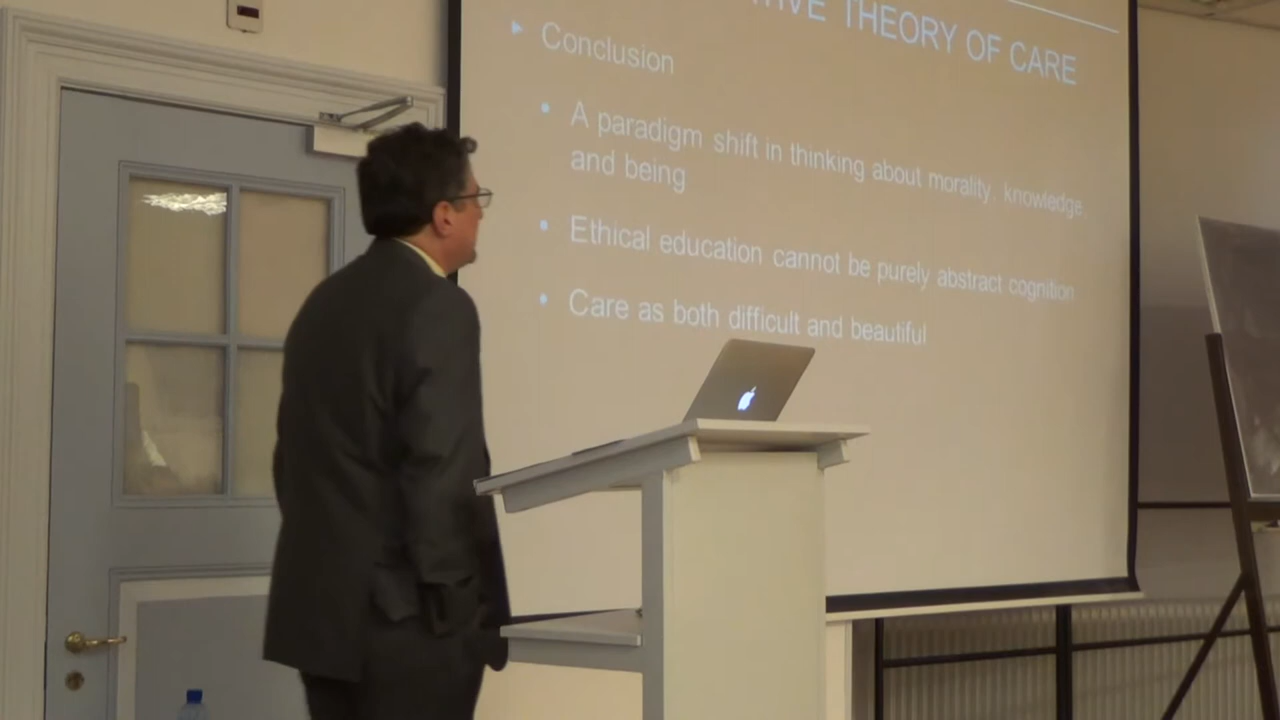 THEORY OF CARE
Conclusion
A paradigm shift in thinking about morality, knowledge
and being
Ethical education cannot be purely abstract cognition
Care as both difficult and beautiful